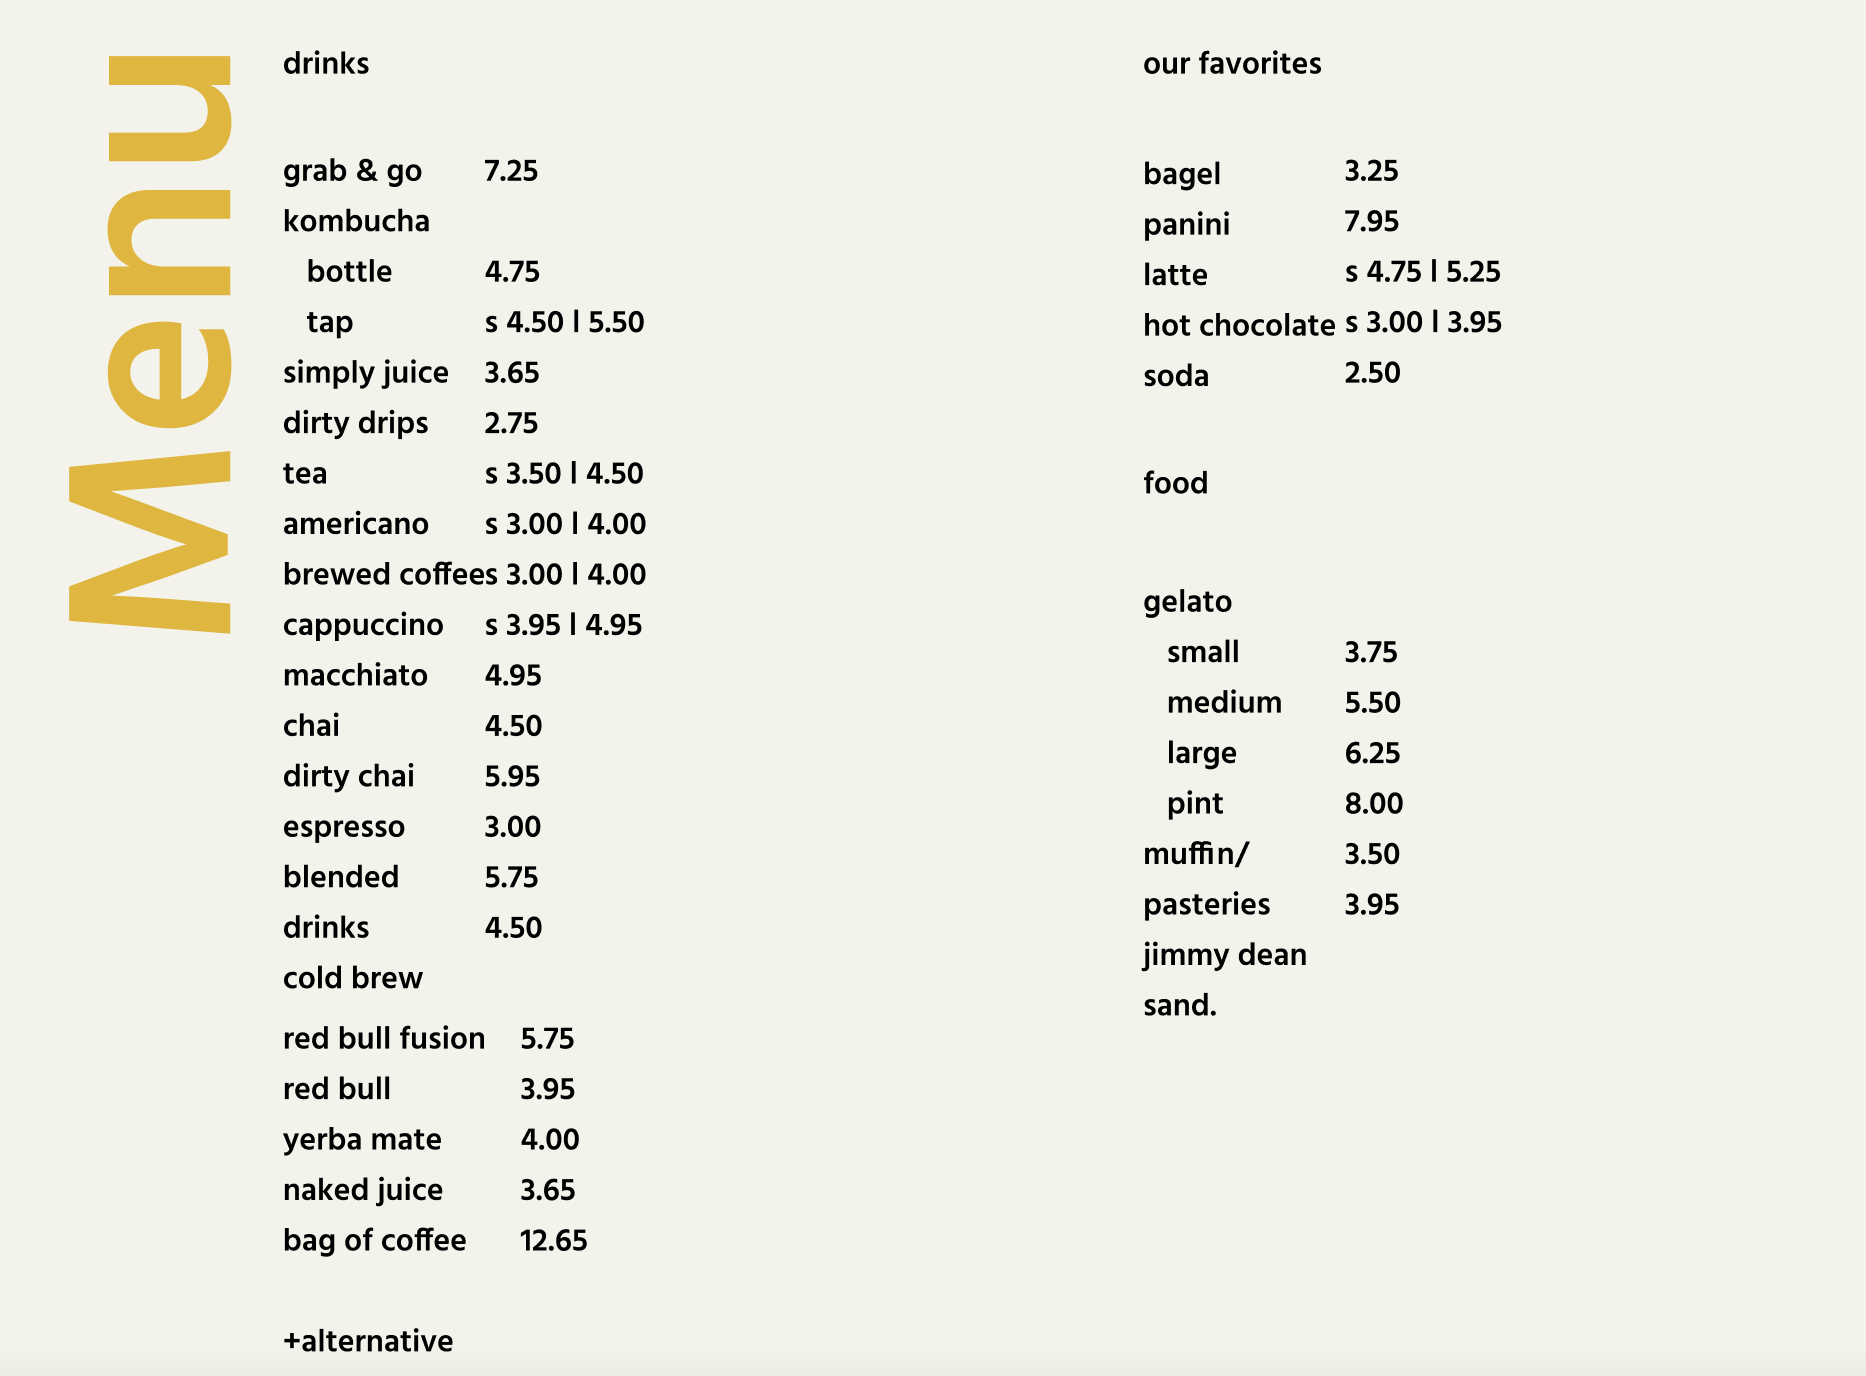 Menu
drinks
grab & go 7.25
kombucha
bottle 4.75
tap s 4.50 l 5.50
simply juice 3.65
dirty drips 2.75
tea s 3.50 l 4.50
americano s 3.00 l 4.00
brewed coffees 3.00 l 4.00
cappuccino s 3.95 l 4.95
macchiato 4.95
chai 4.50
dirty chai 5.95
espresso 3.00
blended 5.75
drinks 4.50
cold brew
red bull fusion 5.75
red bull 3.95
yerba mate 4.00
naked juice 3.65
bag of coffee 12.65
+alternative
our favorites
bagel 3.25
panini 7.95
latte s 4.75 l 5.25
hot chocolate s 3.00 l 3.95
soda 2.50
food
gelato
small 3.75
medium 5.50
large 6.25
pint 8.00
muffin/ 3.50
pasteries 3.95
jimmy dean
sand.